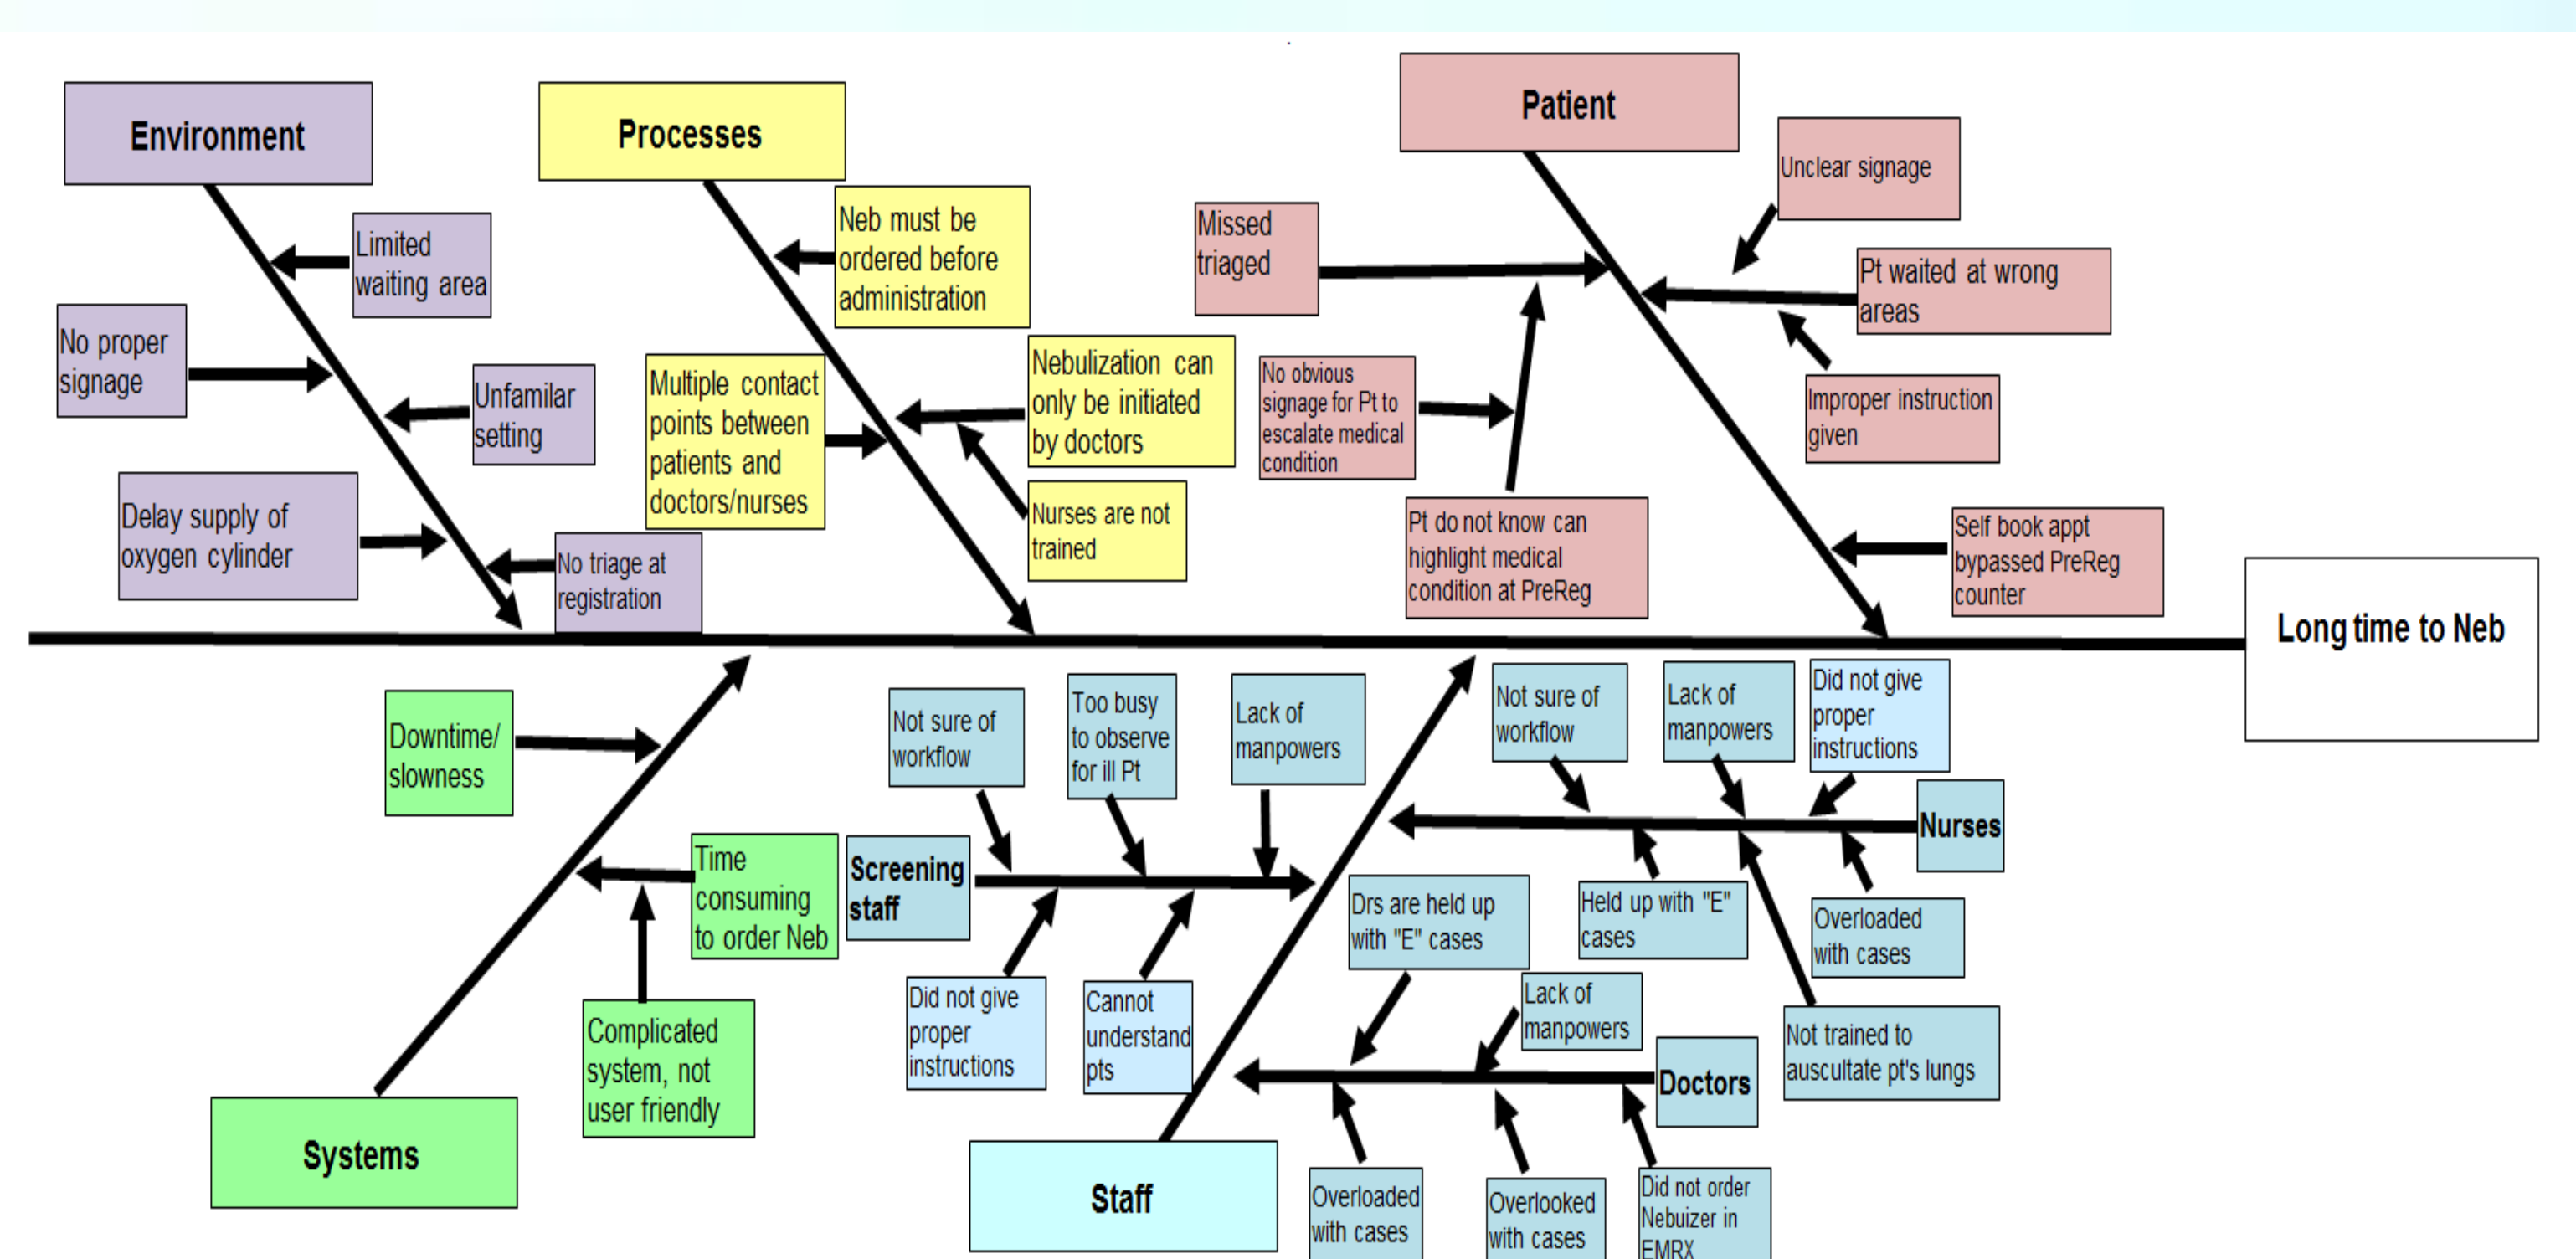 Environment
Processes
Patient
Unclear signage
Limited
waiting area
Neb must be
ordered before
administration
Missed
triaged
Pt waited at wrong
areas
No proper
signage
Unfamilar
setting
Multiple contact
points between
patients and
doctors/nurses
Nebulization can
only be initiated
by doctors
No obvious
signage for Pt to
escalate medical
condition
Improper instruction
given
Delay supply of
oxygen cylinder
No triage at
registration
Nurses are not
trained
Pt do not know can
highlight medical
condition at PreReg
Self book appt
bypassed PreReg
counter
Long time to Neb
Downtime/
slowness
Not sure of
workflow
Too busy
to observe
for ill Pt
Lack of
manpowers
Not sure of
workflow
Lack of
manpowers
Did not give
proper
instructions
Nurses
Time
consuming
to order Neb
Screening
staff
Drs are held up
with "E" cases
Held up with "E"
cases
Overloaded
with cases
Complicated
system, not
user friendly
Did not give
proper
instructions
Cannot
understand
pts
Lack of
manpowers
Doctors
Not trained to
auscultate pt's lungs
Systems
Staff
Overloaded
with cases
Overlooked
with cases
Did not order
Nebuizer in
EMRX